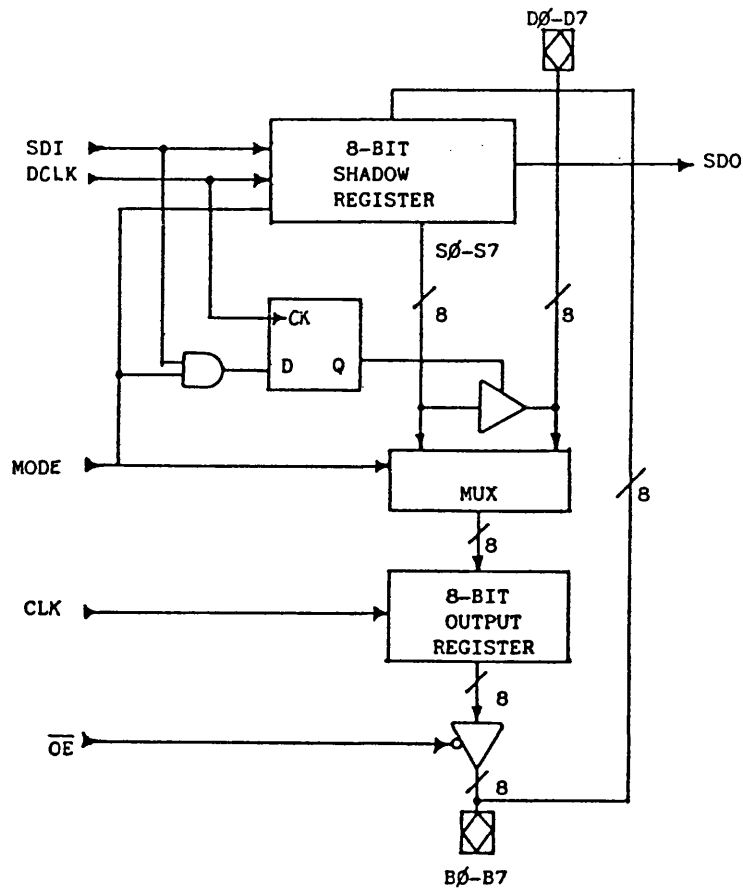 DØ-D7
SDI
DCLK
8-BIT
SHADOW
REGISTER
SDO
SØ-S7
8
8
CK
D Q
MODE
MUX
8
8
CLK
8-BIT
OUTPUT
REGISTER
8
OE
8
BØ-B7